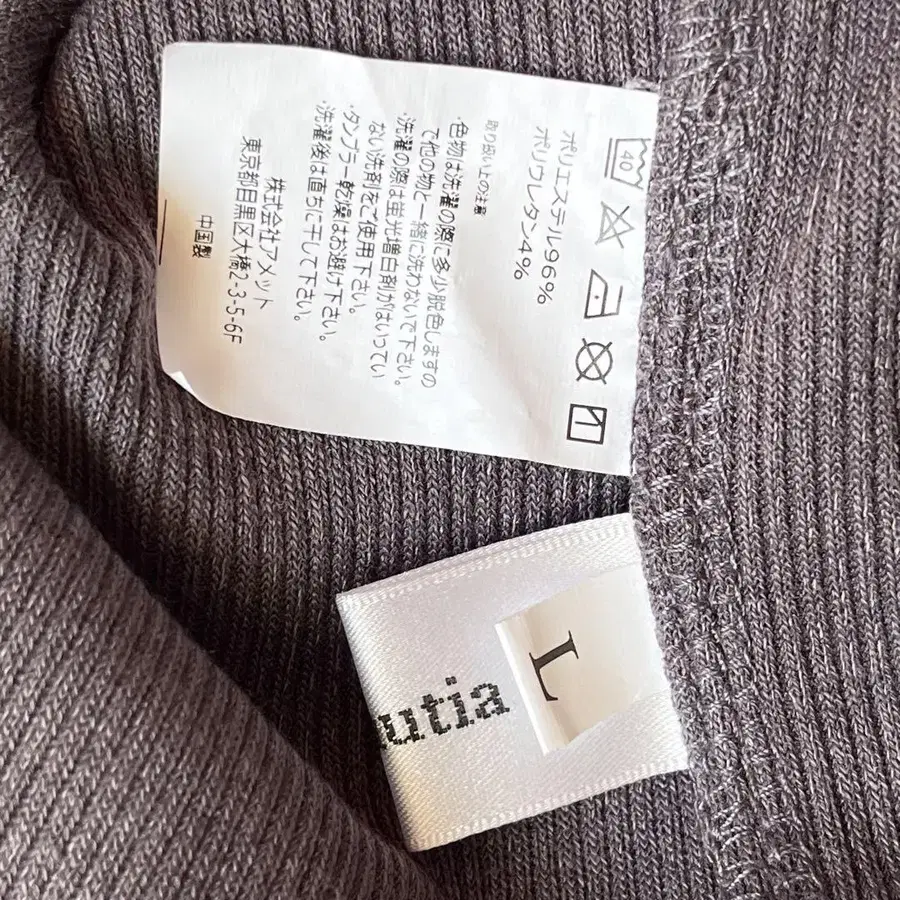 40
ポリエステル96%
ポリウレタン4%
取り扱い上の注意
・色物は洗濯の際に多少脱色しますの
で他の物と一緒に洗わないで下さい。
・洗濯の際は蛍光増白剤がはいってい
ない洗剤をご使用下さい。
・タンブラー乾燥はお避け下さい。
・洗濯後は直ちに干して下さい。
株式会社アメット
東京都目黒区大橋2-3-5-6F
中国製
L
utia